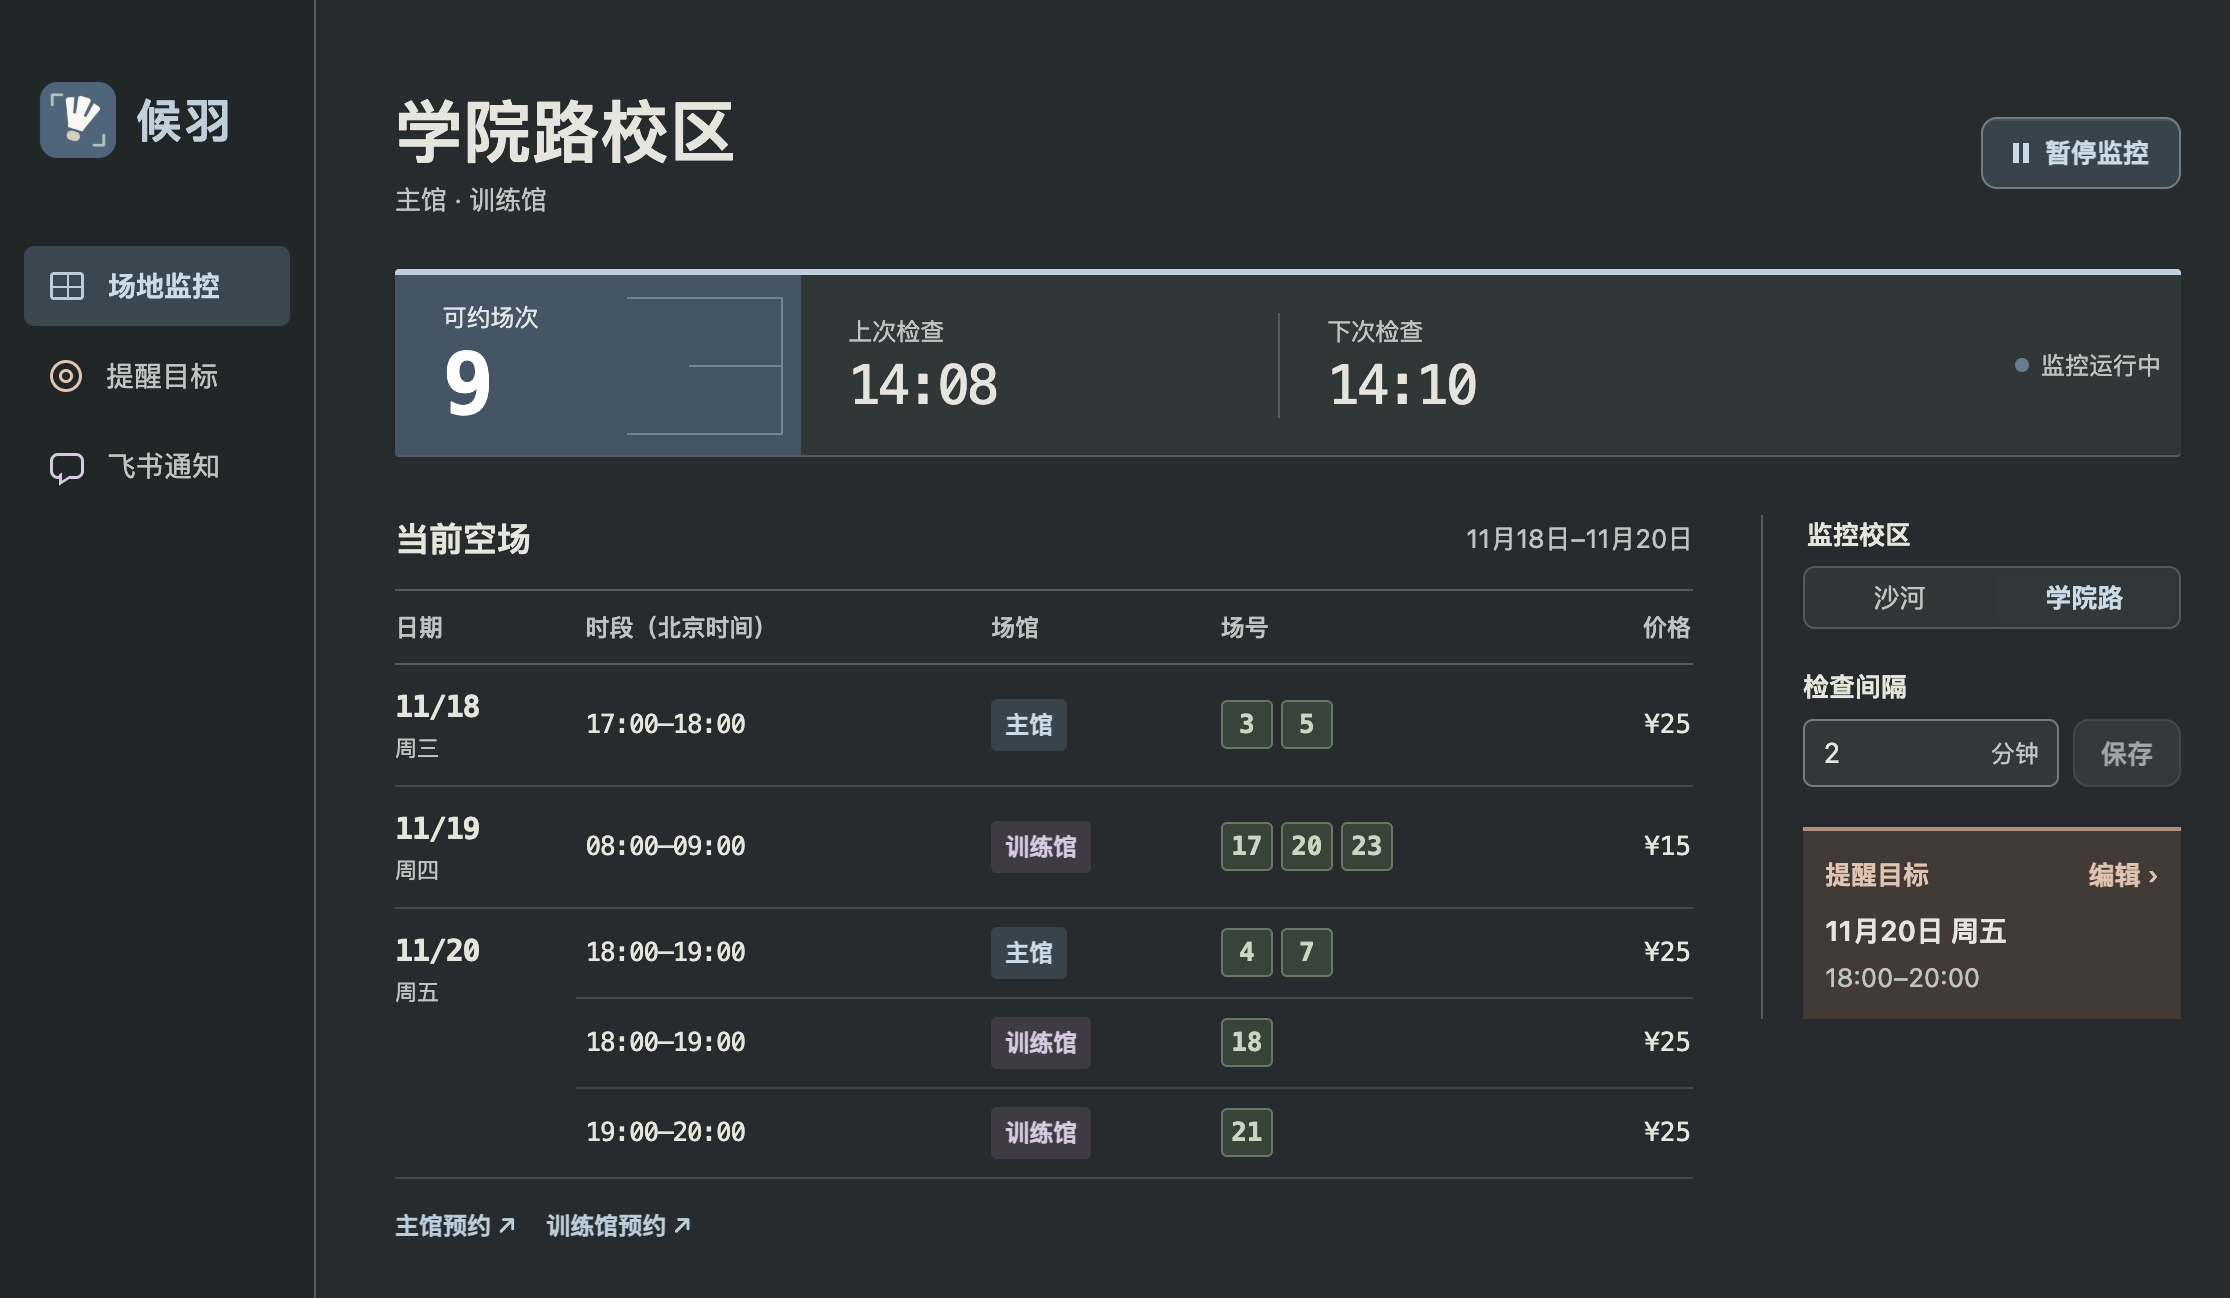 候羽
场地监控
提醒目标
飞书通知
学院路校区
主馆 · 训练馆
暂停监控
可约场次
9
上次检查
14:08
下次检查
14:10
监控运行中
当前空场
11月18日–11月20日
日期 时段（北京时间） 场馆 场号 价格
11/18
周三
17:00–18:00 主馆 3 5 ¥25
11/19
周四
08:00–09:00 训练馆 17 20 23 ¥15
11/20
周五
18:00–19:00 主馆 4 7 ¥25
18:00–19:00 训练馆 18 ¥25
19:00–20:00 训练馆 21 ¥25
主馆预约 ↗ 训练馆预约 ↗
监控校区
沙河 学院路
检查间隔
2 分钟 保存
提醒目标 编辑 ›
11月20日 周五
18:00–20:00